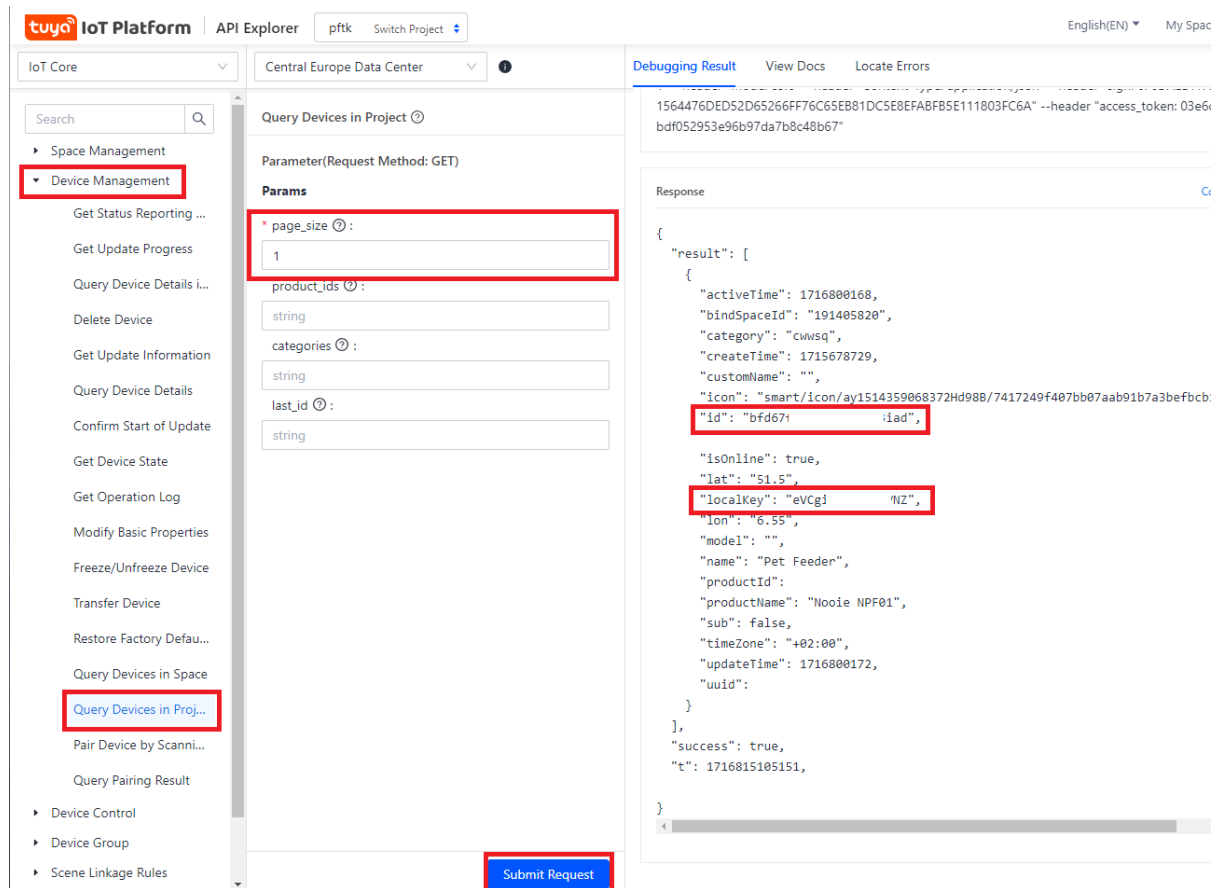 tuya IoT Platform API Explorer pftk Switch Project English(EN) My Spac
IoT Core
Search
Space Management
Device Management
Get Status Reporting ...
Get Update Progress
Query Device Details i...
Delete Device
Get Update Information
Query Device Details
Confirm Start of Update
Get Device State
Get Operation Log
Modify Basic Properties
Freeze/Unfreeze Device
Transfer Device
Restore Factory Defau...
Query Devices in Space
Query Devices in Proj...
Pair Device by Scanni...
Query Pairing Result
Device Control
Device Group
Scene Linkage Rules
Central Europe Data Center
Query Devices in Project
Parameter(Request Method: GET)
Params
* page_size :
1
product_ids :
string
categories :
string
last_id :
string
Submit Request
Debugging Result View Docs Locate Errors
1564476DED52D65266FF76C65EB81DC5E8EFABFB5E111803FC6A" --header "access_token: 03e6
bdf052953e96b97da7b8c48b67"
Response
{
"result": [
{
"activeTime": 1716800168,
"bindSpaceId": "191405820",
"category": "cwwsq",
"createTime": 1715678729,
"customName": "",
"icon": "smart/icon/ay1514359068372Hd98B/7417249f407bb07aab91b7a3befbcb
"id": "bfd67 iad",
"isOnline": true,
"lat": "51.5",
"localKey": "eVCgi NZ",
"lon": "6.55",
"model": "",
"name": "Pet Feeder",
"productId":
"productName": "Nooie NPF01",
"sub": false,
"timeZone": "+02:00",
"updateTime": 1716800172,
"uuid":
}
],
"success": true,
"t": 1716815105151,
}